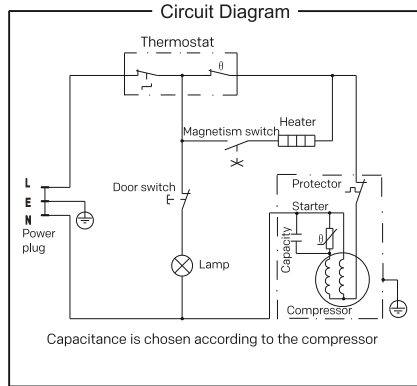 Circuit Diagram
Thermostat
θ
Heater
Magnetism switch
L
E
N
Power
plug
Door switch
Protector
Starter
θ
Capacity
Lamp
Compressor
Capacitance is chosen according to the compressor